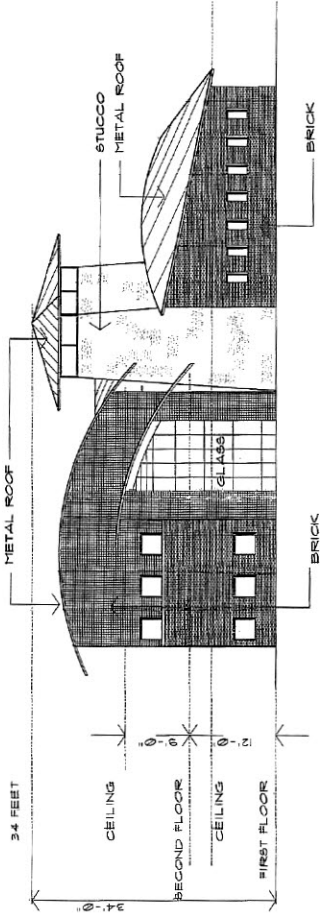 METAL ROOF
STUCCO
METAL ROOF
34 FEET
CEILING
SECOND FLOOR
CEILING
FIRST FLOOR
34'-0"
9'-0"
12'-0"
GLASS
BRICK
BRICK